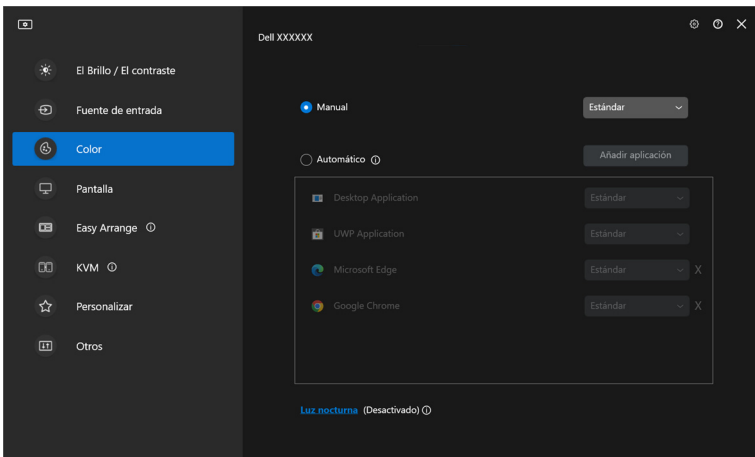 Dell XXXXXX
El Brillo / El contraste
Fuente de entrada
Color
Pantalla
Easy Arrange
KVM
Personalizar
Otros
Manual
Estándar
Automático
Añadir aplicación
Desktop Application
Estándar
UWP Application
Estándar
Microsoft Edge
Estándar
X
Google Chrome
Estándar
X
Luz nocturna (Desactivado)